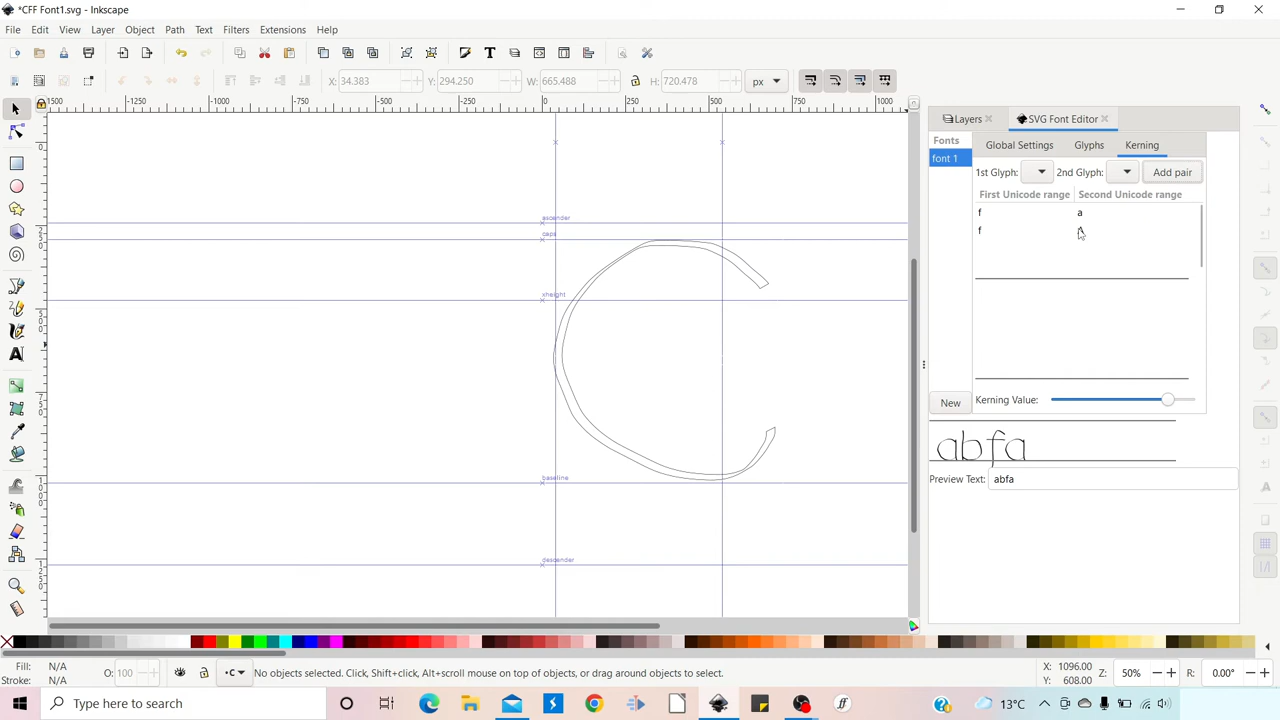 *CFF Font1.svg - Inkscape
File Edit View Layer Object Path Text Filters Extensions Help
X: 34.383 Y: 294.250 W: 665.488 H: 720.478 px
1500 -1000 -750 -500 -250 0 250 500 750 1000
Layers SVG Font Editor
Fonts
font 1
Global Settings Glyphs Kerning
1st Glyph: 2nd Glyph: Add pair
First Unicode range Second Unicode range
f a
f
ascender
caps
xheight
baseline
descender
New
Kerning Value:
abfa
Preview Text: abfa
Fill: N/A
Stroke: N/A
O: 100
•C
No objects selected. Click, Shift+click, Alt+scroll mouse on top of objects, or drag around objects to select.
X: 1096.00
Y: 608.00
Z: 50%
R: 0.00°
Type here to search
13°C